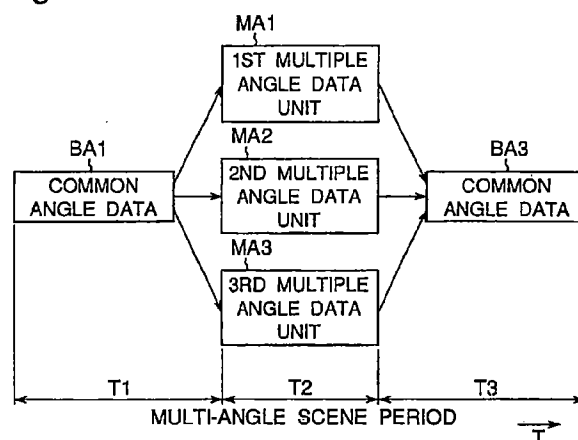 MA1
1ST MULTIPLE
ANGLE DATA
UNIT
BA1
COMMON
ANGLE DATA
MA2
2ND MULTIPLE
ANGLE DATA
UNIT
BA3
COMMON
ANGLE DATA
MA3
3RD MULTIPLE
ANGLE DATA
UNIT
T1
T2
T3
MULTI-ANGLE SCENE PERIOD
T